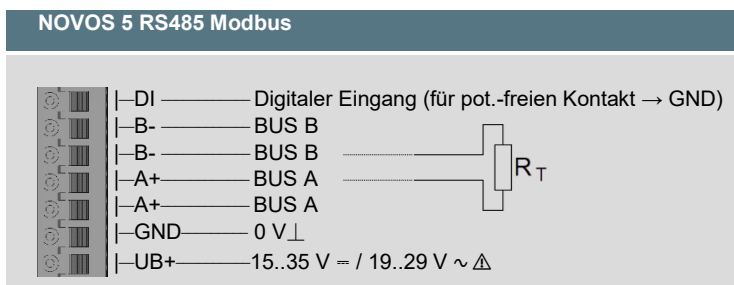 NOVOS 5 RS485 Modbus
DI Digitaler Eingang (für pot.-freien Kontakt → GND)
B- BUS B
B- BUS B
A+ BUS A
A+ BUS A
GND 0 V⊥
UB+ 15..35 V ⎓ / 19..29 V ~ ⚠
R T